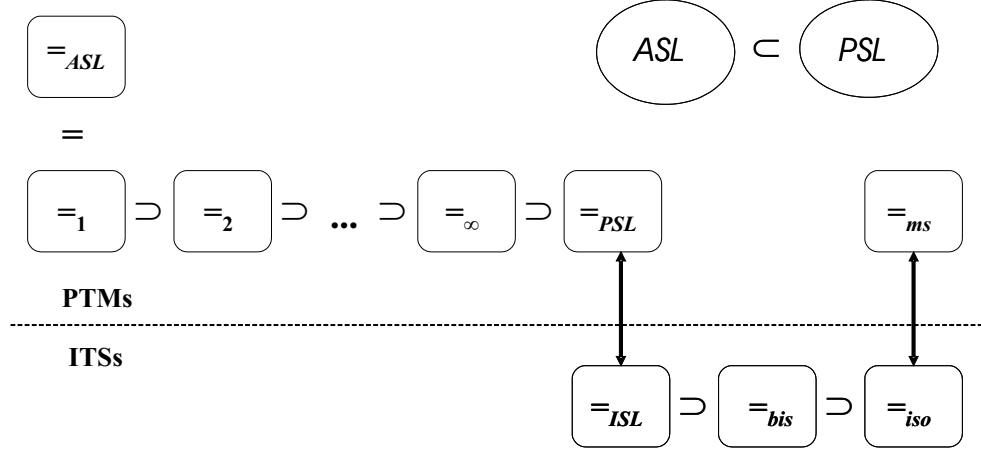 =ASL ASL ⊂ PSL
=
=1 ⊃ =2 ⊃ ... ⊃ =∞ ⊃ =PSL =ms
PTMs
ITSs
=ISL ⊃ =bis ⊃ =iso